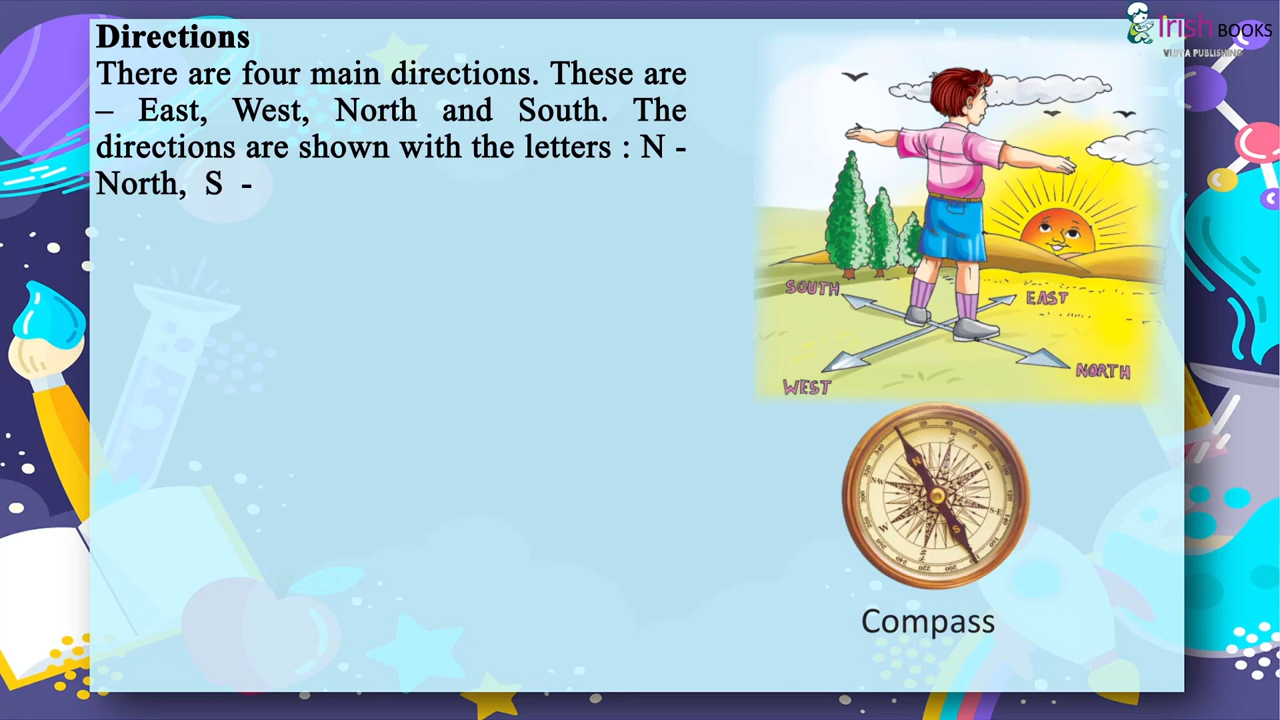 Directions
There are four main directions. These are
– East, West, North and South. The
directions are shown with the letters : N -
North, S -
Irish BOOKS
SOUTH
EAST
WEST
NORTH
N
S
E
W
N-W
S-E
Compass